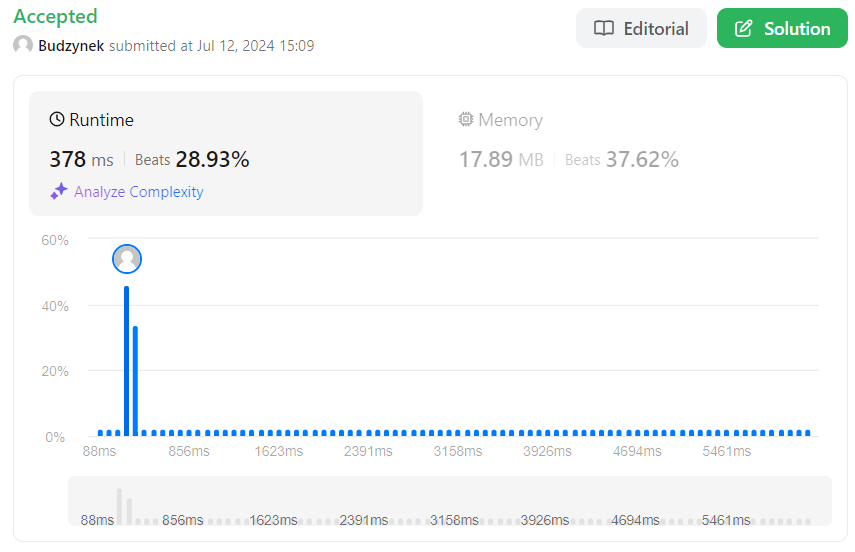 Accepted
Editorial
Solution
Budzynek submitted at Jul 12, 2024 15:09
Runtime
Memory
378 ms Beats 28.93%
17.89 MB Beats 37.62%
Analyze Complexity
60%
40%
20%
0%
88ms 856ms 1623ms 2391ms 3158ms 3926ms 4694ms 5461ms
88ms 856ms 1623ms 2391ms 3158ms 3926ms 4694ms 5461ms